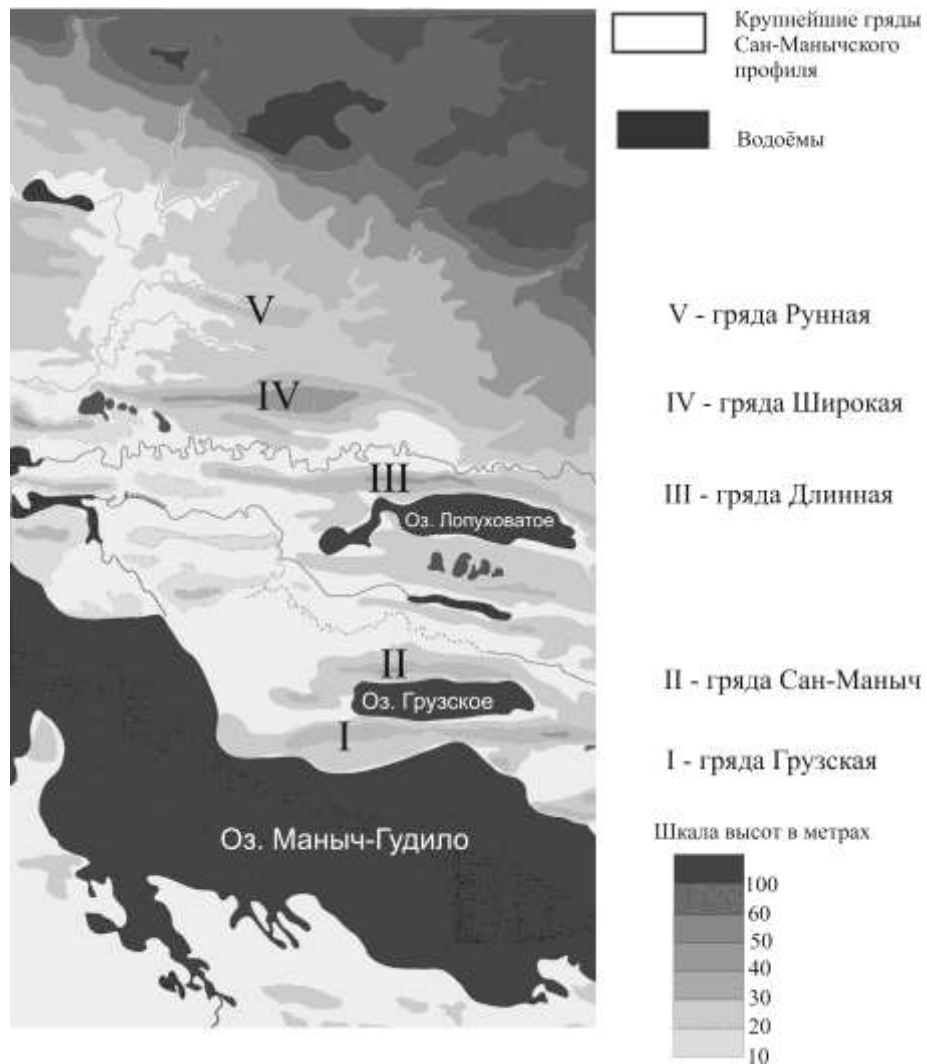 Крупнейшие гряды
Сан-Манычского
профиля
Водоёмы
V
V - гряда Рунная
IV
IV - гряда Широкая
III
III - гряда Длинная
Оз. Лопуховатое
II
II - гряда Сан-Маныч
Оз. Грузское
I
I - гряда Грузская
Оз. Маныч-Гудило
Шкала высот в метрах
100
60
50
40
30
20
10